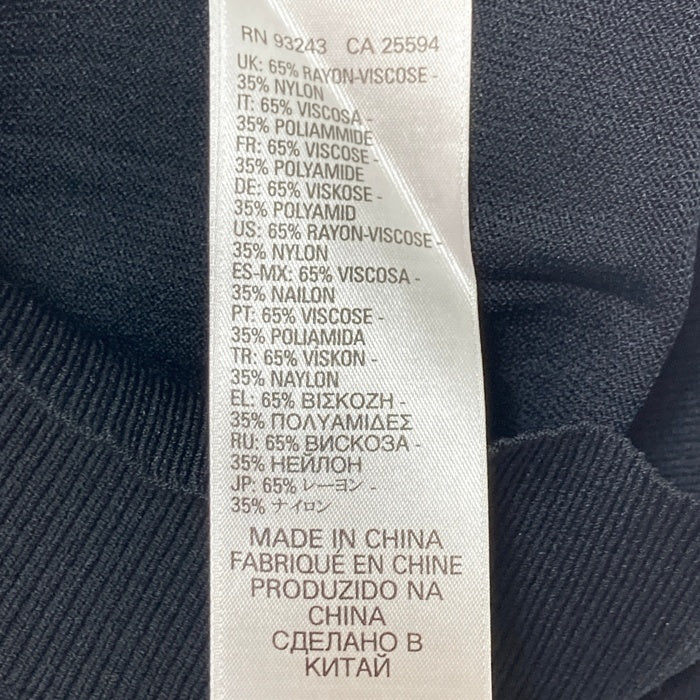 RN 93243 CA 25594
UK: 65% RAYON-VISCOSE -
35% NYLON
IT: 65% VISCOSA -
35% POLIAMMIDE
FR: 65% VISCOSE -
35% POLYAMIDE
DE: 65% VISKOSE -
35% POLYAMID
US: 65% RAYON-VISCOSE -
35% NYLON
ES-MX: 65% VISCOSA -
35% NAILON
PT: 65% VISCOSE -
35% POLIAMIDA
TR: 65% VİSKON -
35% NAYLON
EL: 65% ΒΙΣΚΟΖΗ -
35% ΠΟΛΥΑΜΙΔΕΣ
RU: 65% ВИСКОЗА -
35% НЕЙЛОН
JP: 65% レーヨン -
35% ナイロン
MADE IN CHINA
FABRIQUÉ EN CHINE
PRODUZIDO NA
CHINA
СДЕЛАНО В
КИТАЙ